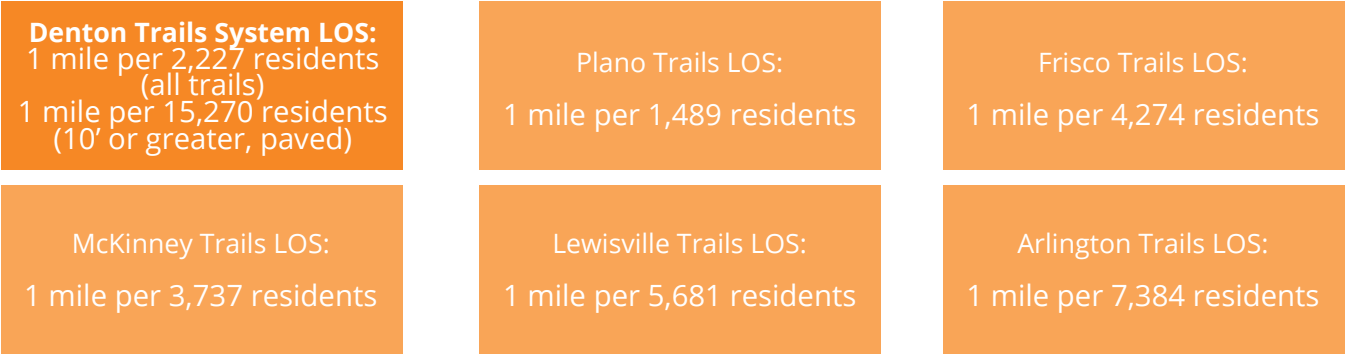 Denton Trails System LOS:
1 mile per 2,227 residents
(all trails)
1 mile per 15,270 residents
(10’ or greater, paved)
Plano Trails LOS:
1 mile per 1,489 residents
Frisco Trails LOS:
1 mile per 4,274 residents
McKinney Trails LOS:
1 mile per 3,737 residents
Lewisville Trails LOS:
1 mile per 5,681 residents
Arlington Trails LOS:
1 mile per 7,384 residents